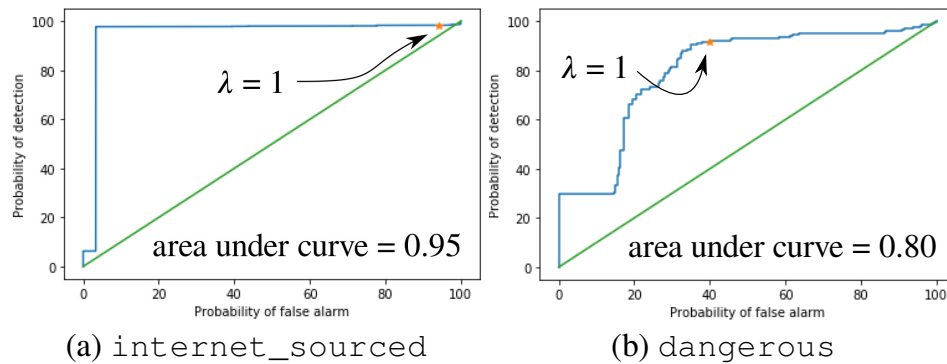 100
80
60
40
20
0
Probability of detection
λ = 1
area under curve = 0.95
0 20 40 60 80 100
Probability of false alarm
(a) internet_sourced
100
80
60
40
20
0
Probability of detection
λ = 1
area under curve = 0.80
0 20 40 60 80 100
Probability of false alarm
(b) dangerous